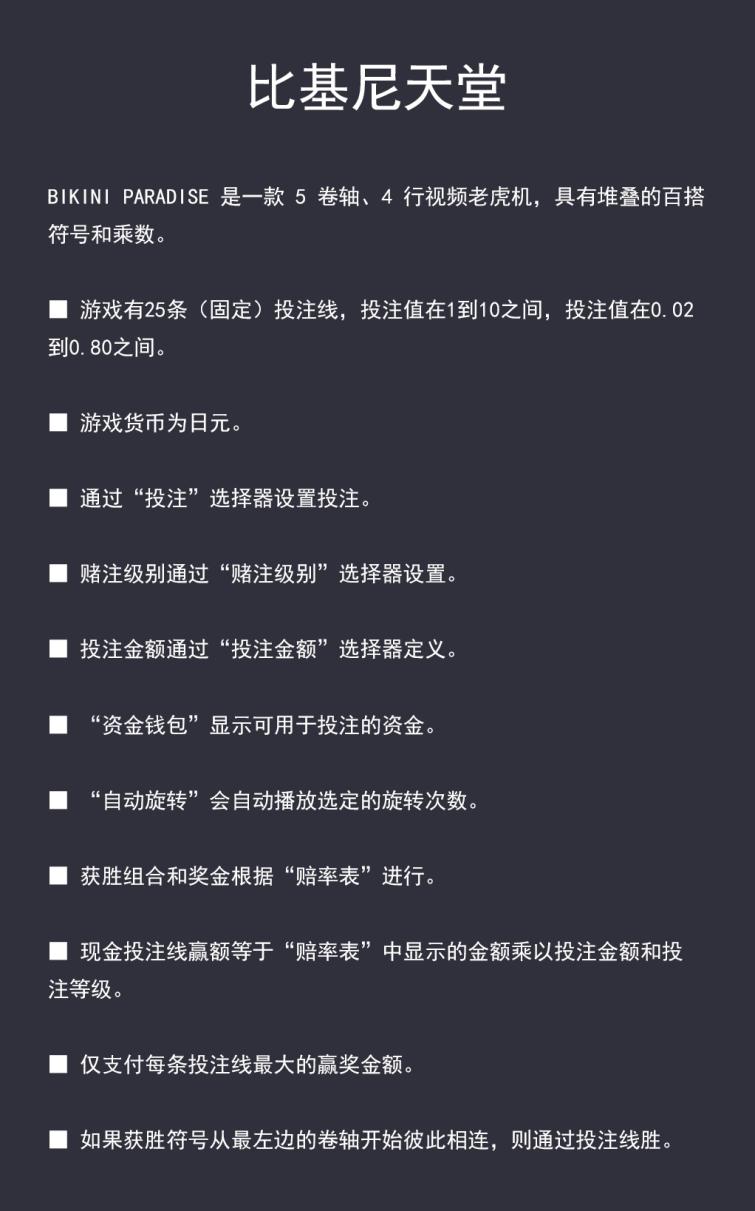 比基尼天堂
BIKINI PARADISE 是一款 5 卷轴、4 行视频老虎机，具有堆叠的百搭
符号和乘数。
■ 游戏有25条（固定）投注线，投注值在1到10之间，投注值在0.02
到0.80之间。
■ 游戏货币为日元。
■ 通过“投注”选择器设置投注。
■ 赌注级别通过“赌注级别”选择器设置。
■ 投注金额通过“投注金额”选择器定义。
■ “资金钱包”显示可用于投注的资金。
■ “自动旋转”会自动播放选定的旋转次数。
■ 获胜组合和奖金根据“赔率表”进行。
■ 现金投注线赢额等于“赔率表”中显示的金额乘以投注金额和投
注等级。
■ 仅支付每条投注线最大的赢奖金额。
■ 如果获胜符号从最左边的卷轴开始彼此相连，则通过投注线胜。